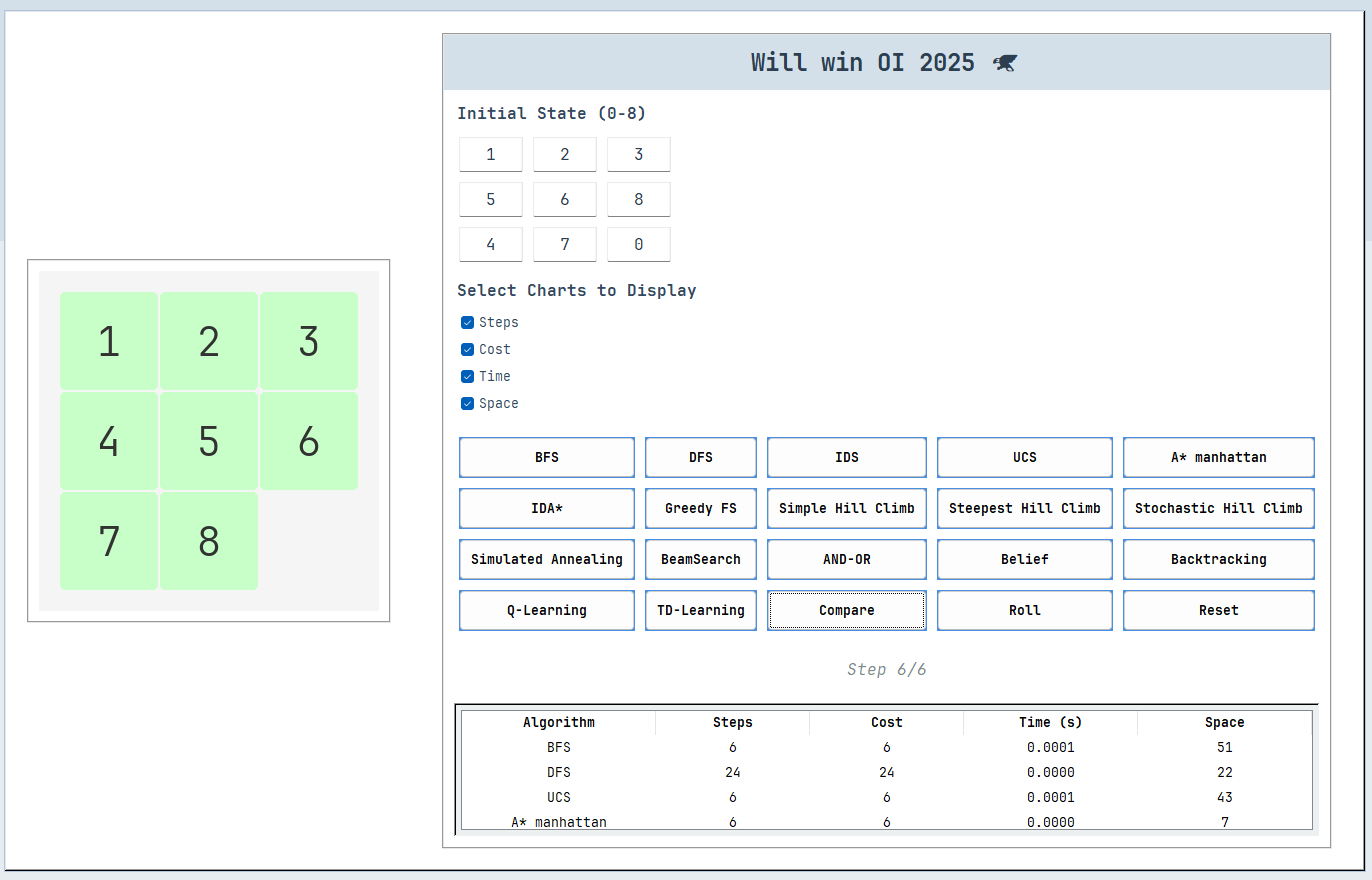 Will win OI 2025
Initial State (0-8)
1 2 3
5 6 8
4 7 0
Select Charts to Display
Steps
Cost
Time
Space
1 2 3
4 5 6
7 8
BFS DFS IDS UCS A* manhattan
IDA* Greedy FS Simple Hill Climb Steepest Hill Climb Stochastic Hill Climb
Simulated Annealing BeamSearch AND-OR Belief Backtracking
Q-Learning TD-Learning Compare Roll Reset
Step 6/6
Algorithm Steps Cost Time (s) Space
BFS 6 6 0.0001 51
DFS 24 24 0.0000 22
UCS 6 6 0.0001 43
A* manhattan 6 6 0.0000 7